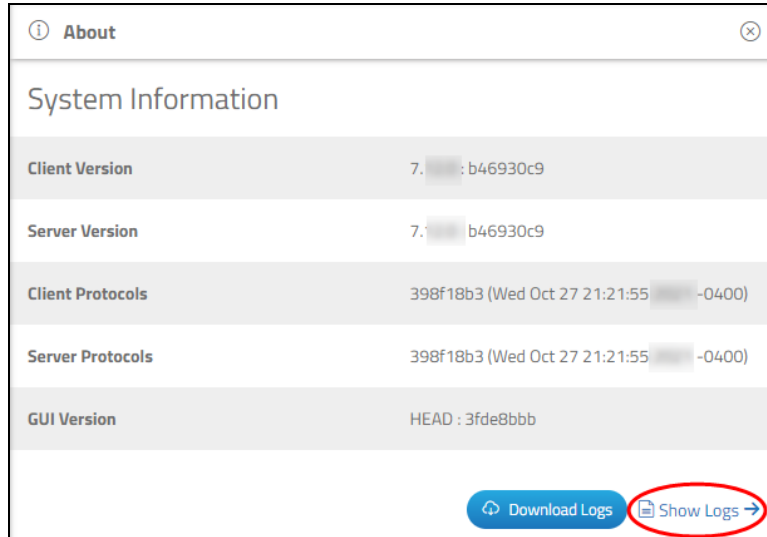 About
System Information
Client Version 7. : b46930c9
Server Version 7. b46930c9
Client Protocols 398f18b3 (Wed Oct 27 21:21:55 -0400)
Server Protocols 398f18b3 (Wed Oct 27 21:21:55 -0400)
GUI Version HEAD : 3fde8bbb
Download Logs Show Logs